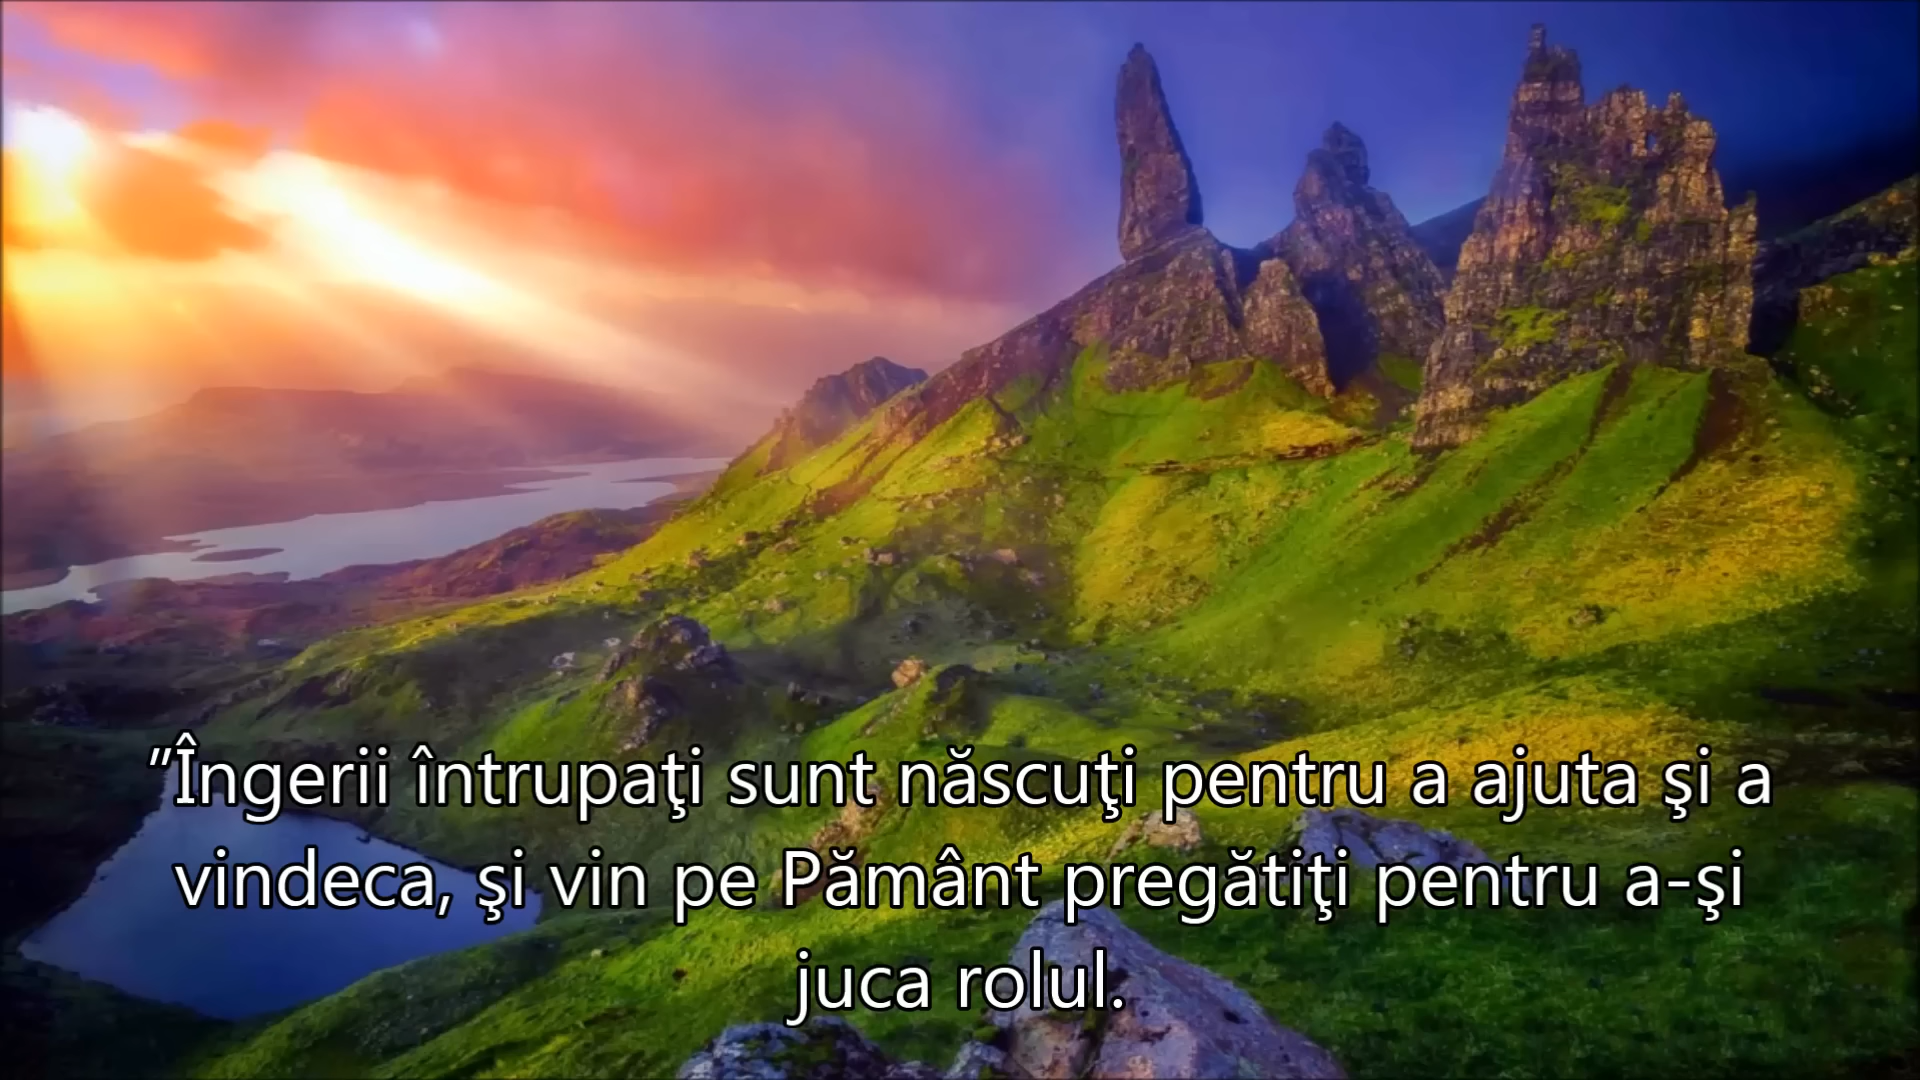 ”Îngerii întrupaţi sunt născuţi pentru a ajuta şi a
vindeca, şi vin pe Pământ pregătiţi pentru a-şi
juca rolul.